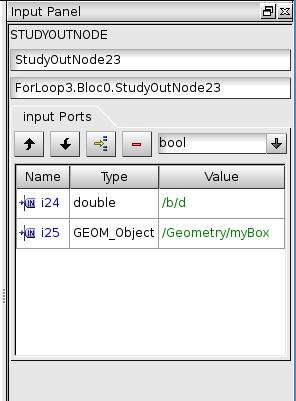 Input Panel
STUDYOUTNODE
StudyOutNode23
ForLoop3.Bloc0.StudyOutNode23
input Ports
bool
Name Type Value
IN i24 double /b/d
IN i25 GEOM_Object /Geometry/myBox